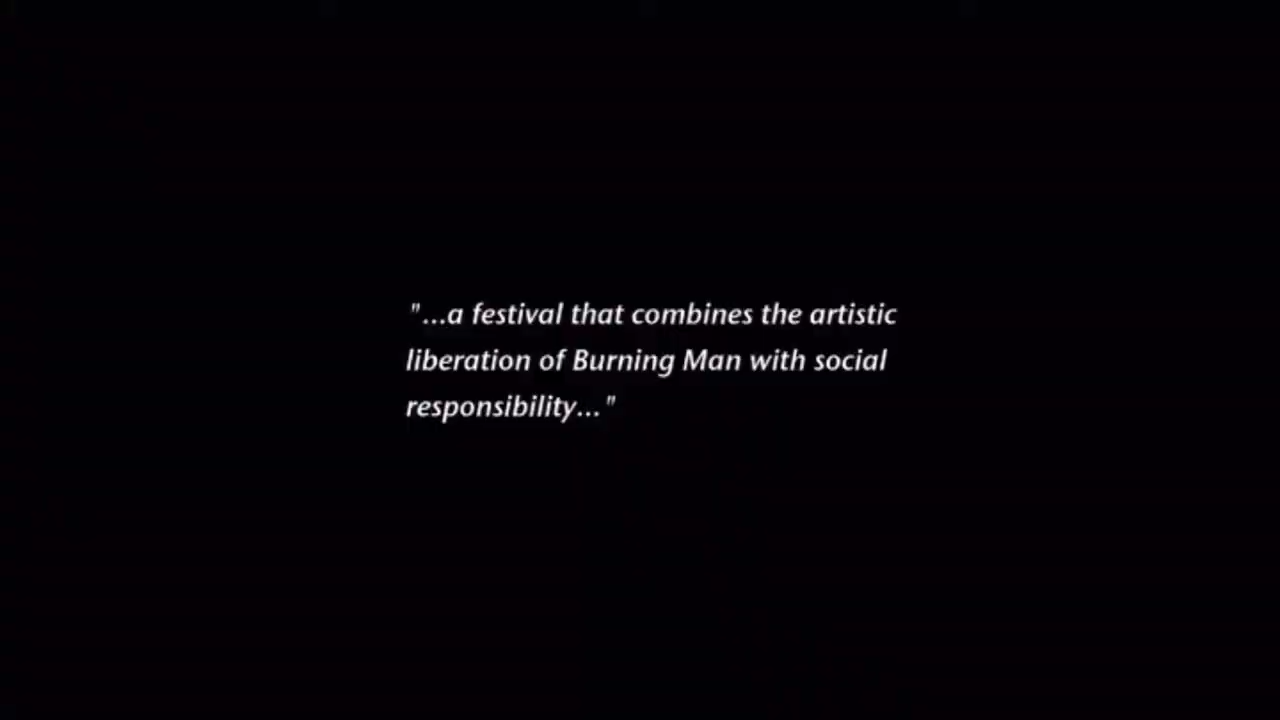 "...a festival that combines the artistic
liberation of Burning Man with social
responsibility..."